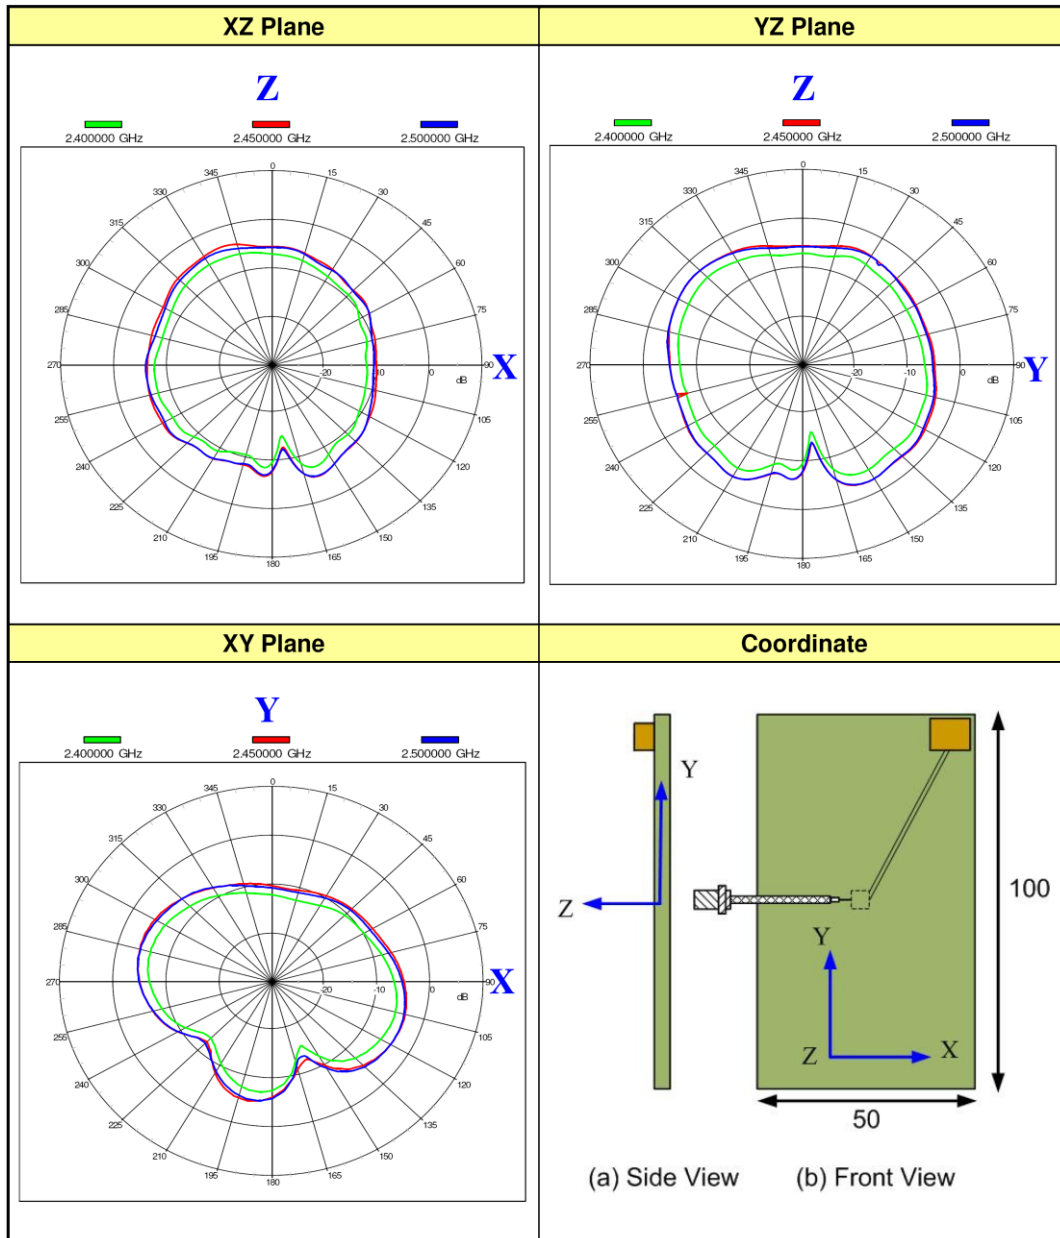 XZ Plane
YZ Plane
Z
2.400000 GHz 2.450000 GHz 2.500000 GHz
0
345 15
330 30
315 45
300 60
285 75
270 -20 -10 0 90 X
dB
255 105
240 120
225 135
210 150
195 165
180
Z
2.400000 GHz 2.450000 GHz 2.500000 GHz
0
345 15
330 30
315 45
300 60
285 75
270 -20 -10 0 90 Y
dB
255 105
240 120
225 135
210 150
195 165
180
XY Plane
Coordinate
Y
2.400000 GHz 2.450000 GHz 2.500000 GHz
0
345 15
330 30
315 45
300 60
285 75
270 -20 -10 0 90 X
dB
255 105
240 120
225 135
210 150
195 165
180
Y
Z
Y
Z X
100
50
(a) Side View (b) Front View